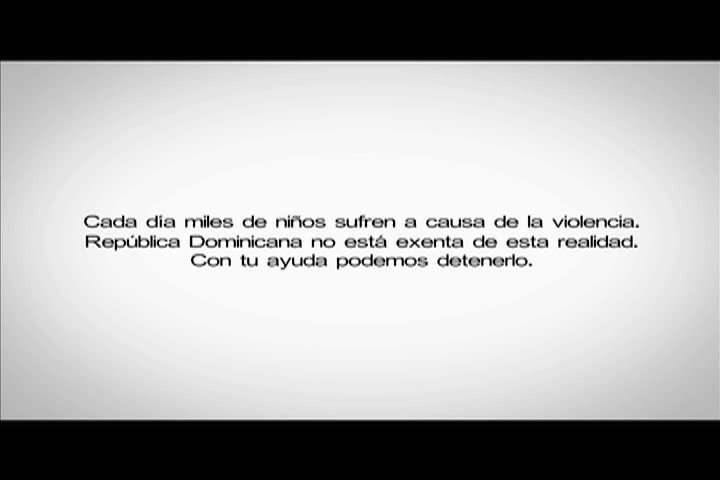 Cada día miles de niños sufren a causa de la violencia.
República Dominicana no está exenta de esta realidad.
Con tu ayuda podemos detenerlo.